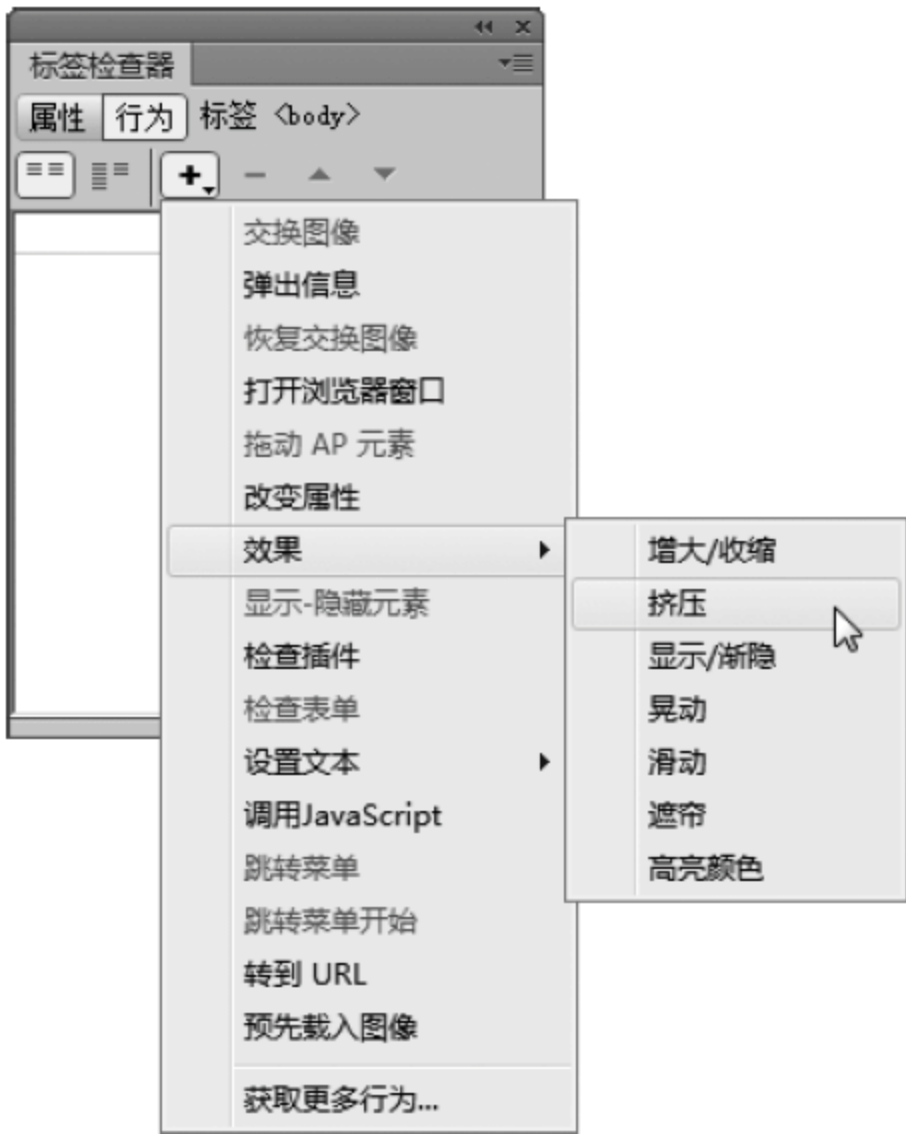 标签检查器
属性 行为 标签 <body>
交换图像
弹出信息
恢复交换图像
打开浏览器窗口
拖动 AP 元素
改变属性
效果
增大/收缩
显示-隐藏元素
挤压
检查插件
显示/渐隐
检查表单
晃动
设置文本
滑动
调用JavaScript
遮帘
跳转菜单
高亮颜色
跳转菜单开始
转到 URL
预先载入图像
获取更多行为...